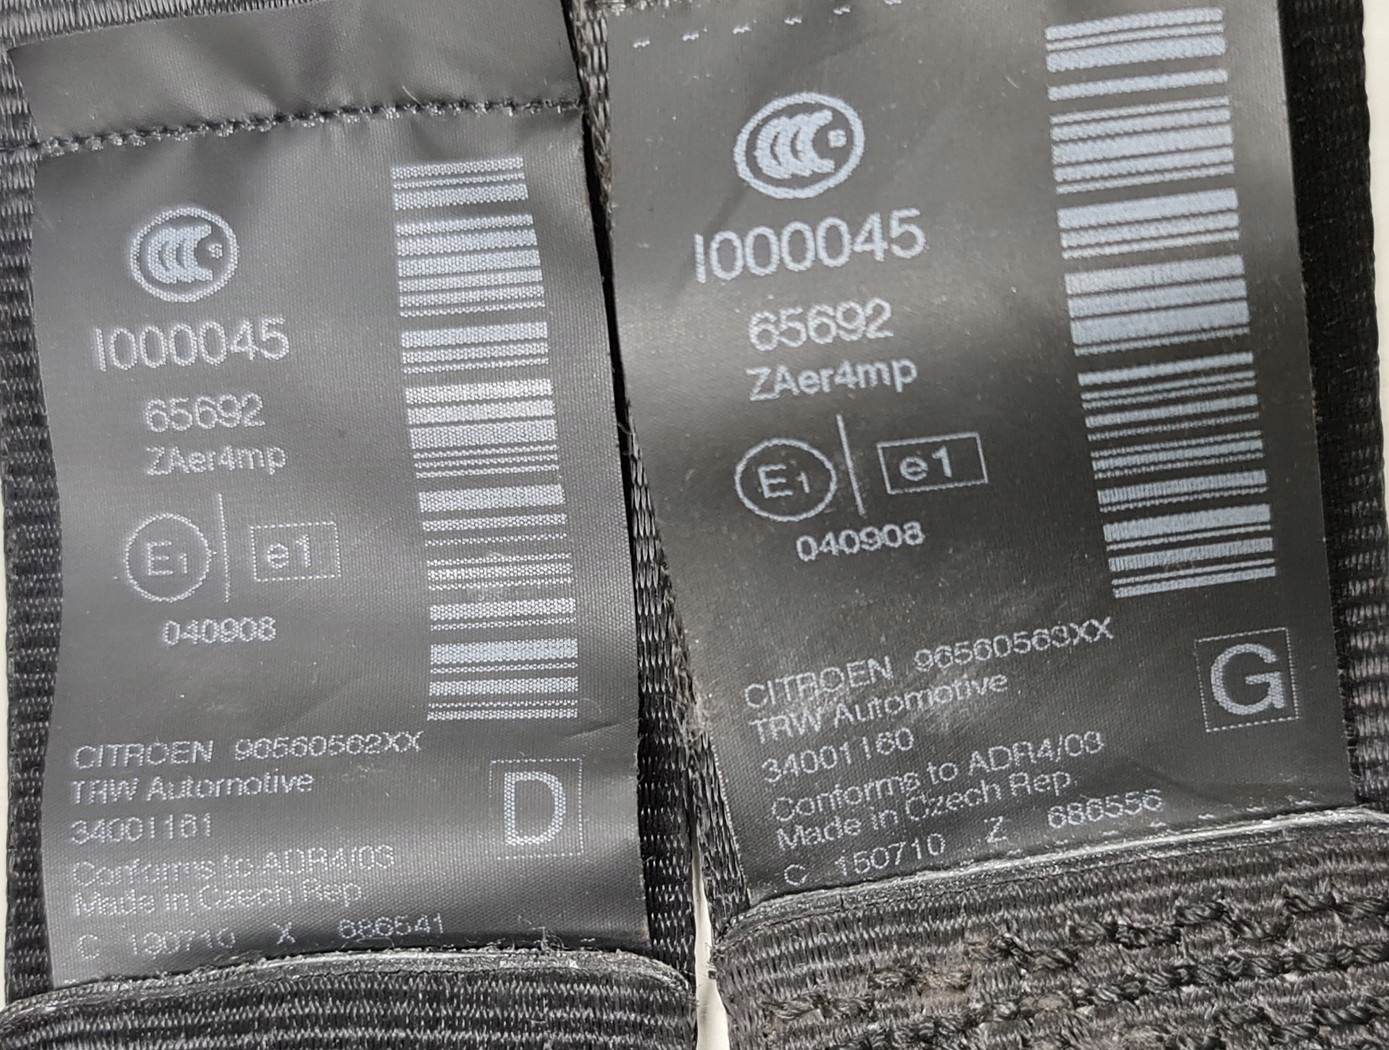 I000045
65692
ZAer4mp
E1 e1
040908
CITROEN 96560562XX
TRW Automotive
34001161
D
Conforms to ADR4/03
Made in Czech Rep.
C 190710 X 686541
I000045
65692
ZAer4mp
E1 e1
040908
CITROEN 96560563XX
TRW Automotive
34001160
G
Conforms to ADR4/03
Made in Czech Rep.
C 150710 Z 686556